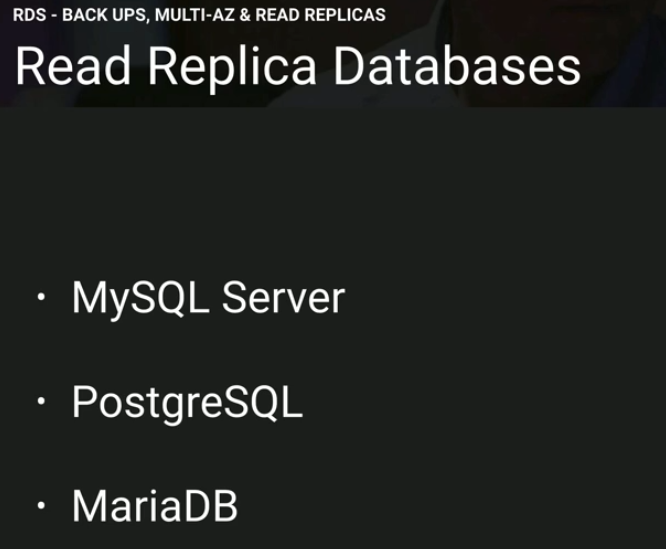 RDS - BACK UPS, MULTI-AZ & READ REPLICAS
Read Replica Databases
• MySQL Server
• PostgreSQL
• MariaDB